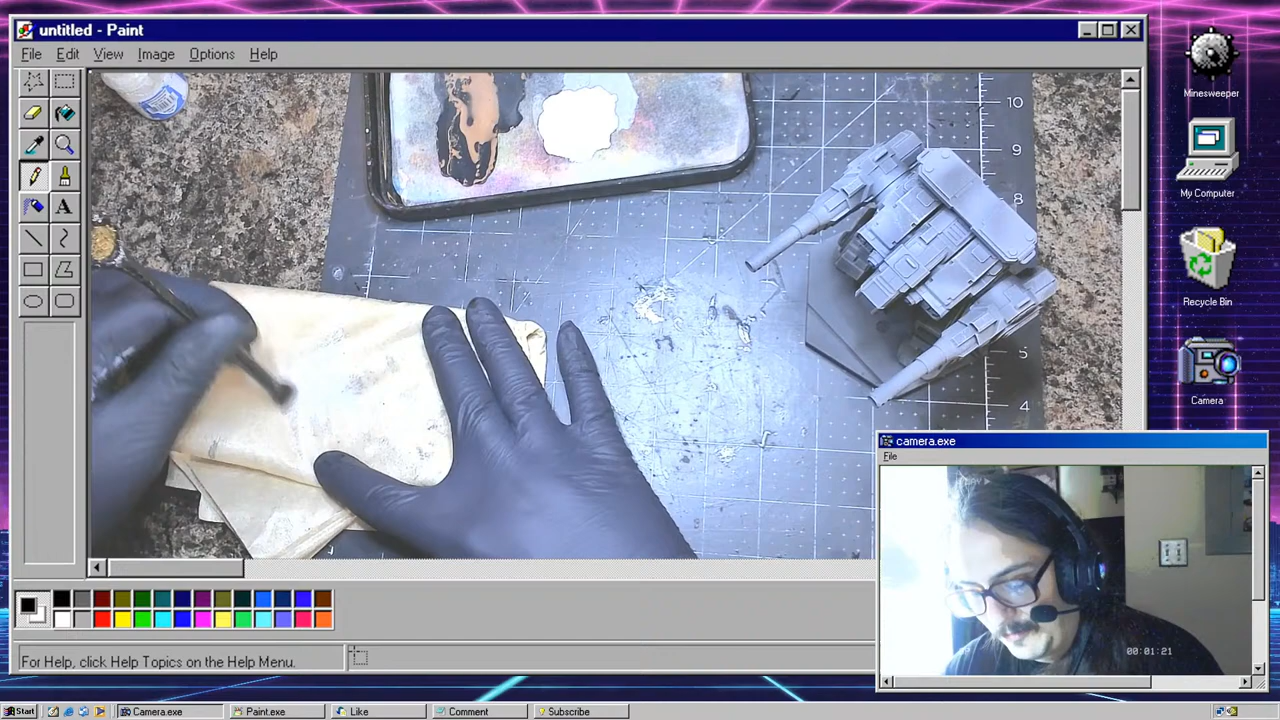 untitled - Paint
File Edit View Image Options Help
10
9
8
5
4
Minesweeper
My Computer
Recycle Bin
Camera
camera.exe
File
00:01:21
For Help, click Help Topics on the Help Menu.
Start Camera.exe Paint.exe Like Comment Subscribe